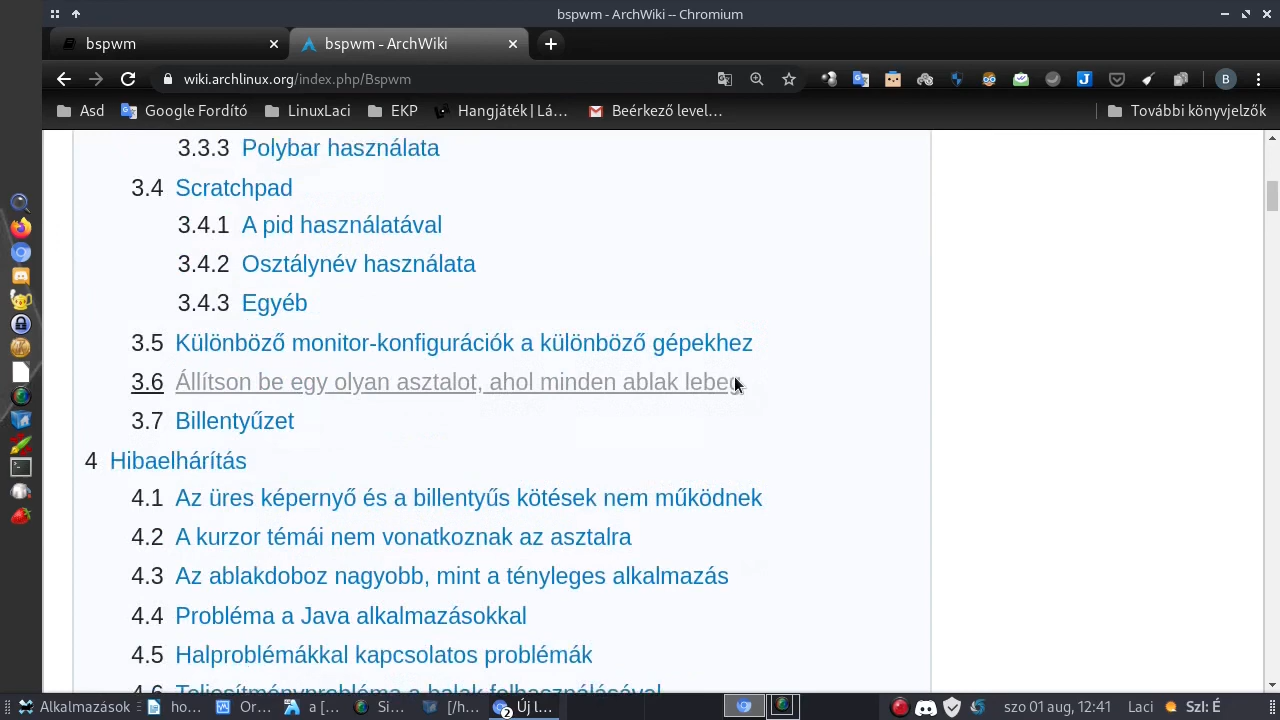 bspwm - ArchWiki -- Chromium
bspwm
bspwm - ArchWiki
wiki.archlinux.org/index.php/Bspwm
B
Asd
Google Fordító
LinuxLaci
EKP
Hangjáték | Lá...
Beérkező level...
További könyvjelzők
3.3.3 Polybar használata
3.4 Scratchpad
3.4.1 A pid használatával
3.4.2 Osztálynév használata
3.4.3 Egyéb
3.5 Különböző monitor-konfigurációk a különböző gépekhez
3.6 Állítson be egy olyan asztalot, ahol minden ablak lebeg
3.7 Billentyűzet
4 Hibaelhárítás
4.1 Az üres képernyő és a billentyűs kötések nem működnek
4.2 A kurzor témái nem vonatkoznak az asztalra
4.3 Az ablakdoboz nagyobb, mint a tényleges alkalmazás
4.4 Probléma a Java alkalmazásokkal
4.5 Halproblémákkal kapcsolatos problémák
4.6 Teljesítményprobléma a halak felhasználásával
Alkalmazások
ho...
Or...
a [...
Si...
[/h...
2
Új l...
szo 01 aug, 12:41
Laci
Szl: É